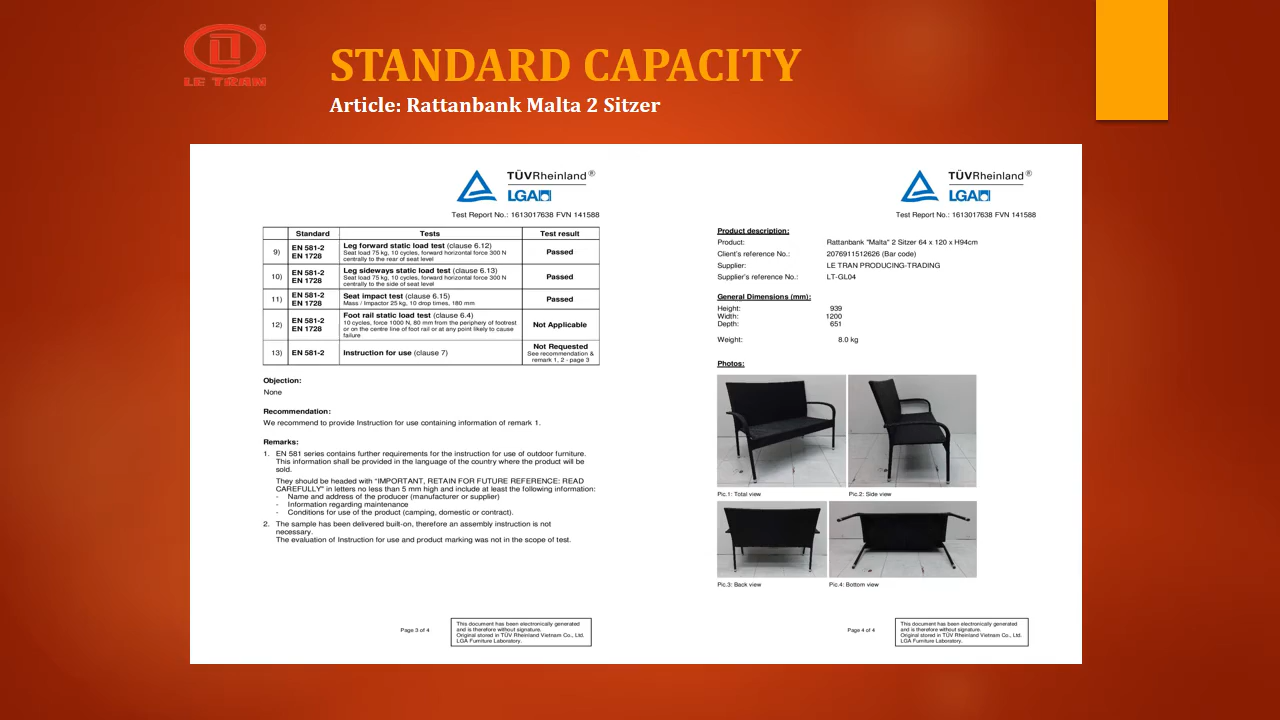 LE TRAN
®
STANDARD CAPACITY
Article: Rattanbank Malta 2 Sitzer
TÜVRheinland®
LGA
Test Report No.: 1613017638 FVN 141588
Standard Tests Test result
9) EN 581-2 EN 1728 Leg forward static load test (clause 6.12) Passed
Seat load 75 kg, 10 cycles, forward horizontal force 300 N
centrally to the rear of seat level
10) EN 581-2 EN 1728 Leg sideways static load test (clause 6.13) Passed
Seat load 75 kg, 10 cycles, forward horizontal force 300 N
centrally to the side of seat level
11) EN 581-2 EN 1728 Seat impact test (clause 6.15) Passed
Mass / Impactor 25 kg, 10 drop times, 180 mm
12) EN 581-2 EN 1728 Foot rail static load test (clause 6.4) Not Applicable
10 cycles, force 1000 N, 80 mm from the periphery of footrest
or on the centre line of foot rail or at any point likely to cause
failure
13) EN 581-2 Instruction for use (clause 7) Not Requested
See recommendation &
remark 1, 2 - page 3
Objection:
None
Recommendation:
We recommend to provide Instruction for use containing information of remark 1.
Remarks:
1. EN 581 series contains further requirements for the instruction for use of outdoor furniture.
This information shall be provided in the language of the country where the product will be
sold.
They should be headed with "IMPORTANT, RETAIN FOR FUTURE REFERENCE: READ
CAREFULLY" in letters no less than 5 mm high and include at least the following information:
- Name and address of the producer (manufacturer or supplier)
- Information regarding maintenance
- Conditions for use of the product (camping, domestic or contract).
2. The sample has been delivered built-on, therefore an assembly instruction is not
necessary.
The evaluation of Instruction for use and product marking was not in the scope of test.
Page 3 of 4
This document has been electronically generated
and is therefore without signature.
Original stored in TÜV Rheinland Vietnam Co., Ltd.
LGA Furniture Laboratory.
TÜVRheinland®
LGA
Test Report No.: 1613017638 FVN 141588
Product description:
Product: Rattanbank "Malta" 2 Sitzer 64 x 120 x H94cm
Client's reference No.: 2076911512626 (Bar code)
Supplier: LE TRAN PRODUCING-TRADING
Supplier's reference No.: LT-GL04
General Dimensions (mm):
Height: 939
Width: 1200
Depth: 651
Weight: 8.0 kg
Photos:
Pic.1: Total view
Pic.2: Side view
Pic.3: Back view
Pic.4: Bottom view
Page 4 of 4
This document has been electronically generated
and is therefore without signature.
Original stored in TÜV Rheinland Vietnam Co., Ltd.
LGA Furniture Laboratory.